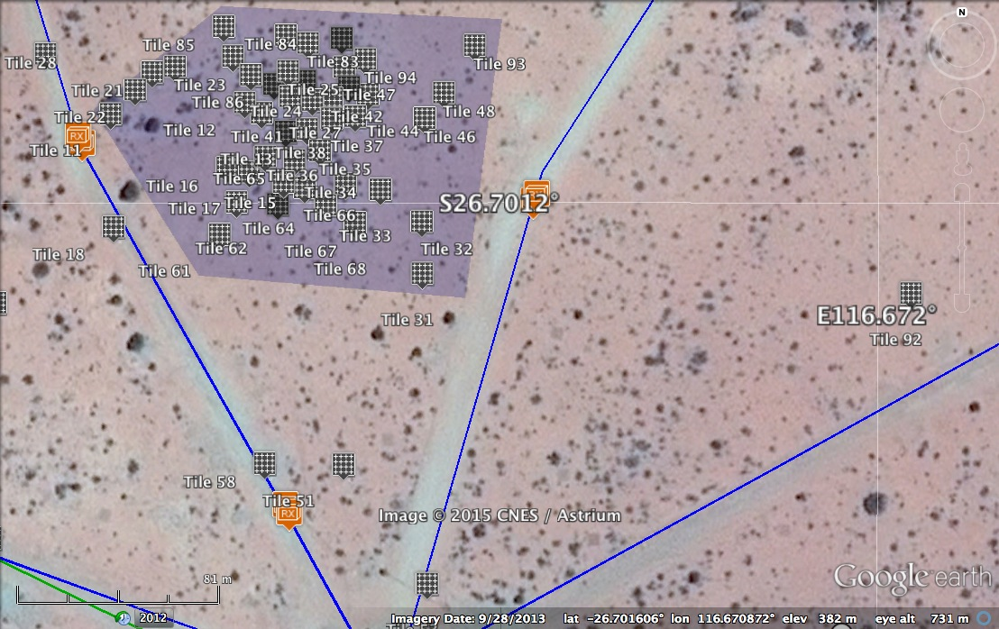 N
Tile 85
Tile 84
Tile 28
Tile 83
Tile 93
Tile 94
Tile 23
Tile 21
Tile 25
Tile 47
Tile 86
Tile 24
Tile 48
Tile 22
Tile 42
Tile 12
Tile 41
Tile 27
Tile 44
Tile 46
RX
Tile 11
Tile 37
Tile 38
Tile 13
Tile 35
Tile 65
Tile 36
Tile 16
Tile 34
Tile 17
Tile 15
S26.7012°
Tile 66
Tile 64
Tile 33
Tile 62
Tile 67
Tile 32
Tile 18
Tile 61
Tile 68
Tile 31
E116.672°
Tile 92
Tile 58
Tile 51
RX
Image © 2015 CNES / Astrium
81 m
Google earth
2012
Imagery Date: 9/28/2013 lat -26.701606° lon 116.670872° elev 382 m eye alt 731 m